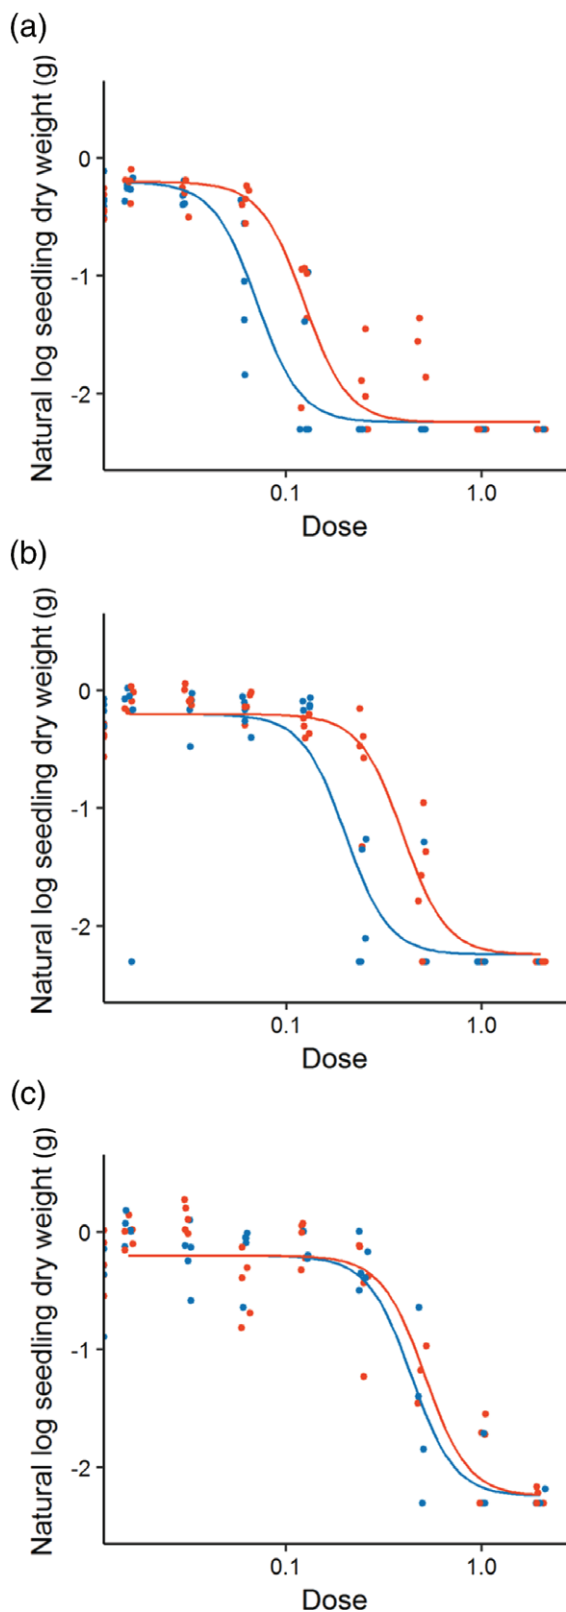 (a)
Natural log seedling dry weight (g)
0
-1
-2
0.1 1.0
Dose
(b)
Natural log seedling dry weight (g)
0
-1
-2
0.1 1.0
Dose
(c)
Natural log seedling dry weight (g)
0
-1
-2
0.1 1.0
Dose